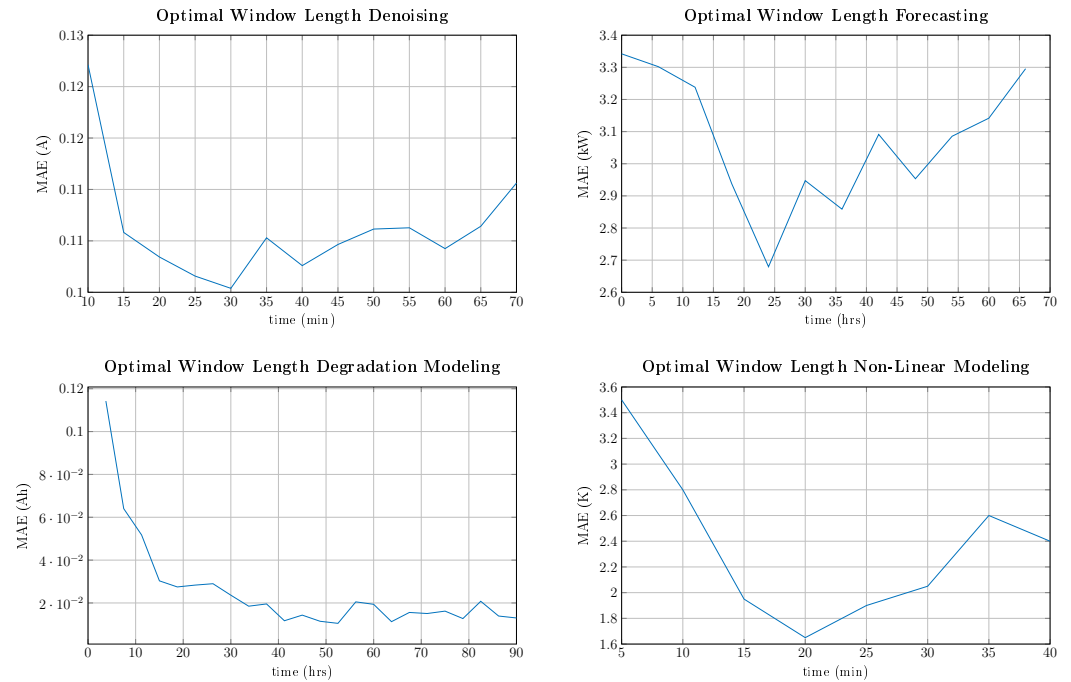 Optimal Window Length Denoising
0.13
0.12
0.12
0.11
0.11
0.1
MAE (A)
10 15 20 25 30 35 40 45 50 55 60 65 70
time (min)
Optimal Window Length Forecasting
3.4
3.3
3.2
3.1
3
2.9
2.8
2.7
2.6
MAE (kW)
0 5 10 15 20 25 30 35 40 45 50 55 60 65 70
time (hrs)
Optimal Window Length Degradation Modeling
0.12
0.1
8 · 10⁻²
6 · 10⁻²
4 · 10⁻²
2 · 10⁻²
MAE (Ah)
0 10 20 30 40 50 60 70 80 90
time (hrs)
Optimal Window Length Non-Linear Modeling
3.6
3.4
3.2
3
2.8
2.6
2.4
2.2
2
1.8
1.6
MAE (K)
5 10 15 20 25 30 35 40
time (min)